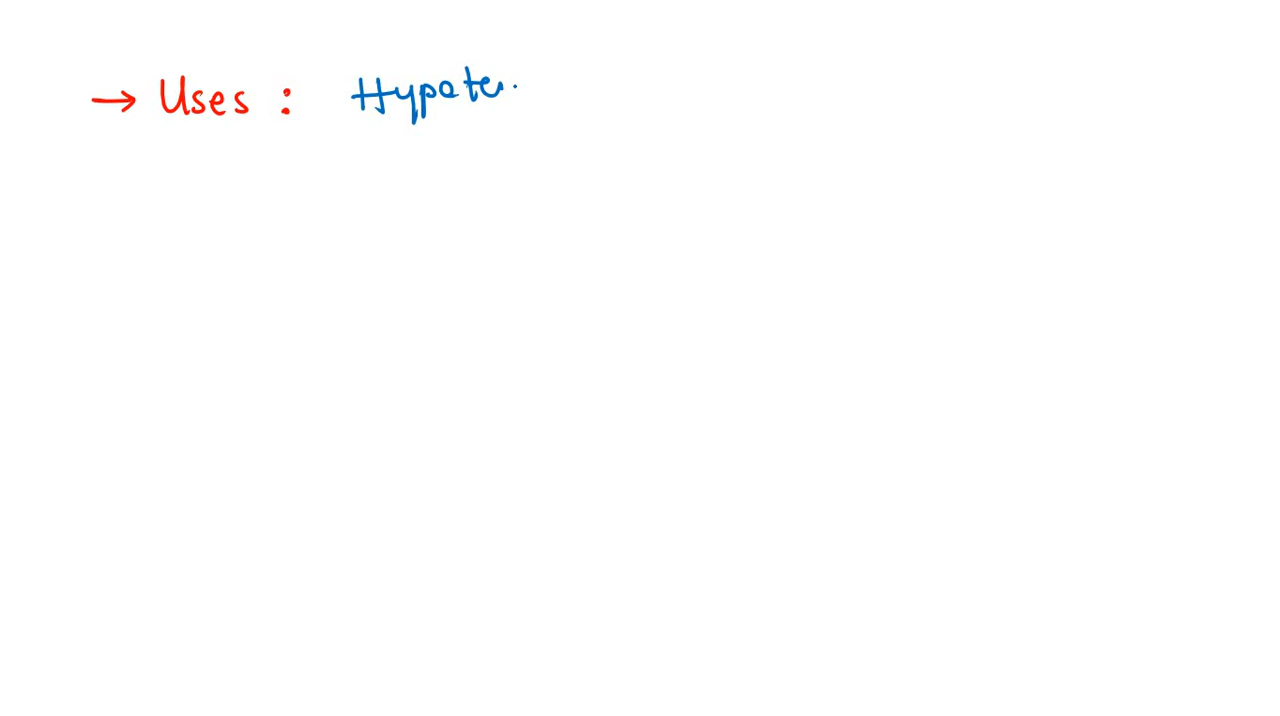 → Uses : Hypote